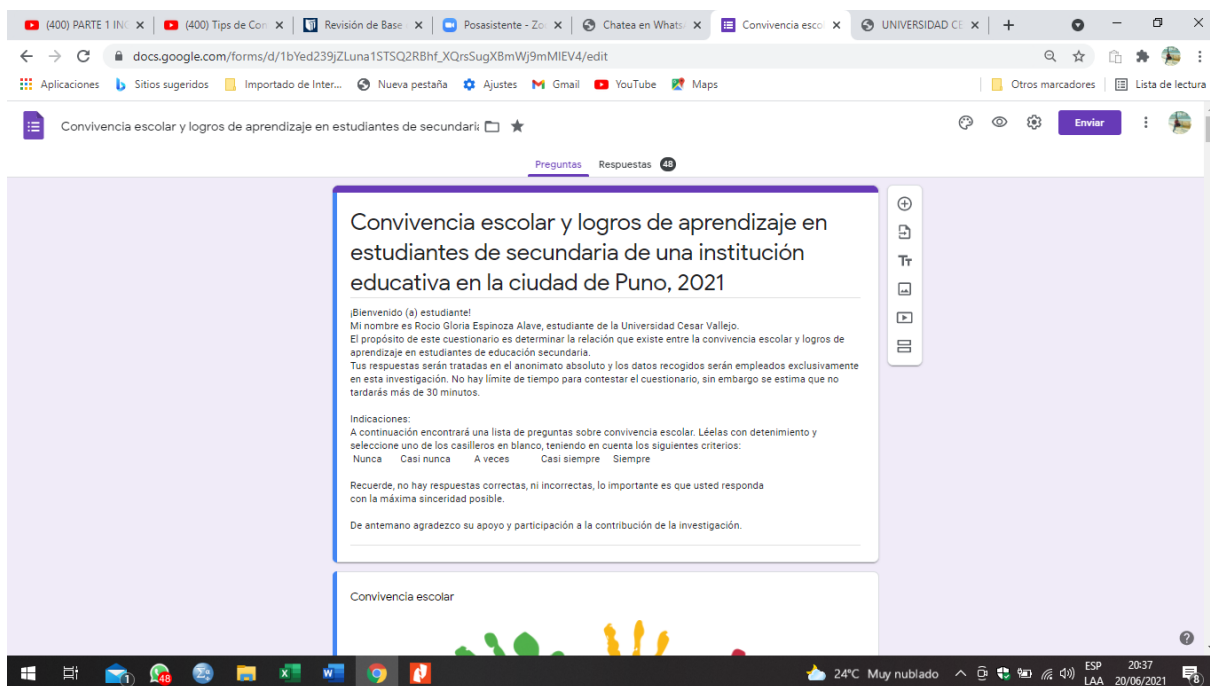 (400) PARTE 1 IN
(400) Tips de Con
Revisión de Base
Posasistente - Zo
Chatea en Whats
Convivencia esco
UNIVERSIDAD CE
docs.google.com/forms/d/1bYed239jZLuna1STSQ2RBhf_XQrsSugXBmWj9mMIEV4/edit
Aplicaciones
Sitios sugeridos
Importado de Inter...
Nueva pestaña
Ajustes
Gmail
YouTube
Maps
Otros marcadores
Lista de lectura
Convivencia escolar y logros de aprendizaje en estudiantes de secundaria
Enviar
Preguntas
Respuestas 48
Convivencia escolar y logros de aprendizaje en
estudiantes de secundaria de una institución
educativa en la ciudad de Puno, 2021
¡Bienvenido (a) estudiante!
Mi nombre es Rocio Gloria Espinoza Alave, estudiante de la Universidad Cesar Vallejo.
El propósito de este cuestionario es determinar la relación que existe entre la convivencia escolar y logros de
aprendizaje en estudiantes de educación secundaria.
Tus respuestas serán tratadas en el anonimato absoluto y los datos recogidos serán empleados exclusivamente
en esta investigación. No hay límite de tiempo para contestar el cuestionario, sin embargo se estima que no
tardarás más de 30 minutos.
Indicaciones:
A continuación encontrará una lista de preguntas sobre convivencia escolar. Léelas con detenimiento y
seleccione uno de los casilleros en blanco, teniendo en cuenta los siguientes criterios:
Nunca Casi nunca A veces Casi siempre Siempre
Recuerde, no hay respuestas correctas, ni incorrectas, lo importante es que usted responda
con la máxima sinceridad posible.
De antemano agradezco su apoyo y participación a la contribución de la investigación.
Convivencia escolar
24°C Muy nublado
ESP
LAA
20:37
20/06/2021